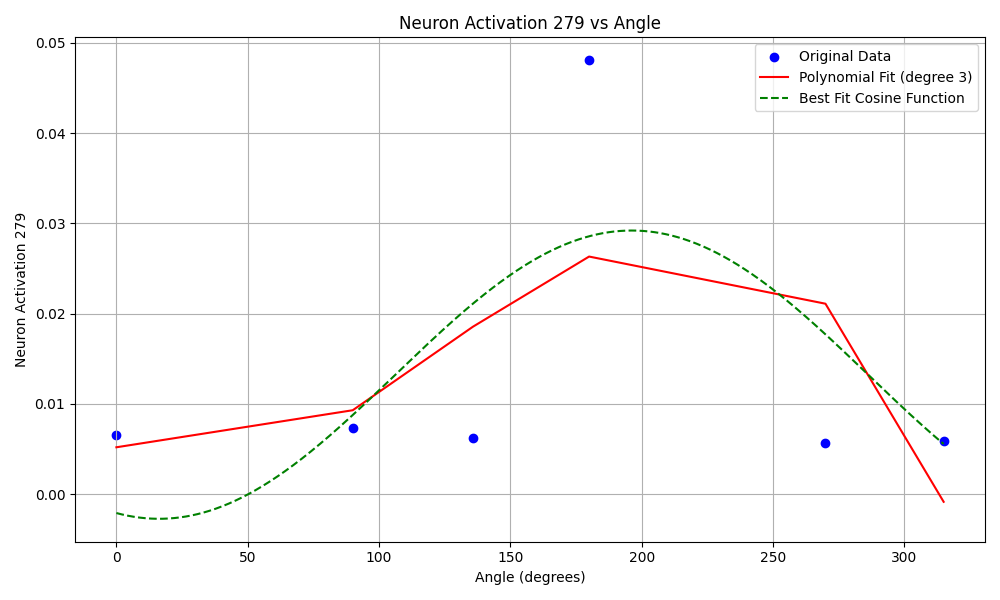 Neuron Activation 279 vs Angle
Original Data
Polynomial Fit (degree 3)
Best Fit Cosine Function
0.05
0.04
0.03
0.02
0.01
0.00
Neuron Activation 279
0 50 100 150 200 250 300
Angle (degrees)